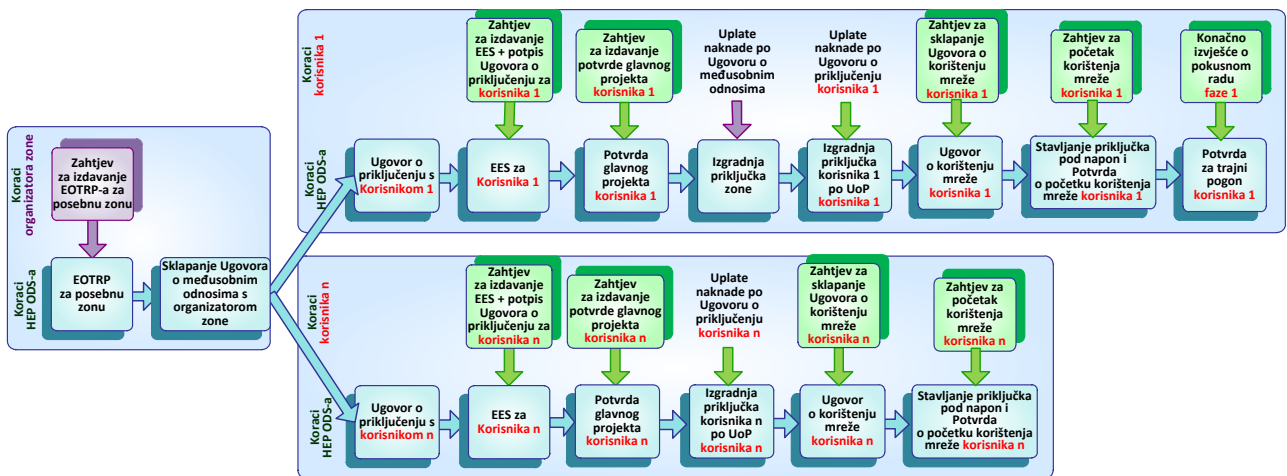 Koraci
organizatora zone
Zahtjev
za izdavanje
EOTRP-a za
posebnu zonu
Koraci
HEP ODS-a
EOTRP
za posebnu
zonu
Sklapanje Ugovora
o međusobnim
odnosima s
organizatorom
zone
Koraci
korisnika 1
Zahtjev
za izdavanje
EES + potpis
Ugovora o
priključenju za
korisnika 1
Zahtjev
za izdavanje
potvrde glavnog
projekta
korisnika 1
Uplate
naknade po
Ugovoru o
međusobnim
odnosima
Uplate
naknade po
Ugovoru o
priključenju
korisnika 1
Zahtjev za
sklapanje
Ugovora o
korištenju
mreže
korisnika 1
Zahtjev za
početak
korištenja
mreže
korisnika 1
Konačno
izvješće o
pokusnom
radu
faze 1
Koraci
HEP ODS-a
Ugovor o
priključenju s
Korisnikom 1
EES za
Korisnika 1
Potvrda
glavnog
projekta
korisnika 1
Izgradnja
priključka
zone
Izgradnja
priključka
korisnika 1
po UoP
korisnika 1
Ugovor
o korištenju
mreže
korisnika 1
Stavljanje priključka
pod napon i
Potvrda
o početku korištenja
mreže korisnika 1
Potvrda
za trajni
pogon
korisnika 1
Koraci
korisnika n
Zahtjev
za izdavanje
EES + potpis
Ugovora o
priključenju za
korisnika n
Zahtjev
za izdavanje
potvrde glavnog
projekta
korisnika n
Uplate
naknade po
Ugovoru o
priključenju
korisnika n
Zahtjev za
sklapanje
Ugovora o
korištenju
mreže
korisnika n
Zahtjev za
početak
korištenja
mreže
korisnika n
Koraci
HEP ODS-a
Ugovor o
priključenju s
korisnikom n
EES za
Korisnika n
Potvrda
glavnog
projekta
korisnika n
Izgradnja
priključka
korisnika n
po UoP
korisnika n
Ugovor
o korištenju
mreže
korisnika n
Stavljanje priključka
pod napon i
Potvrda
o početku korištenja
mreže korisnika n